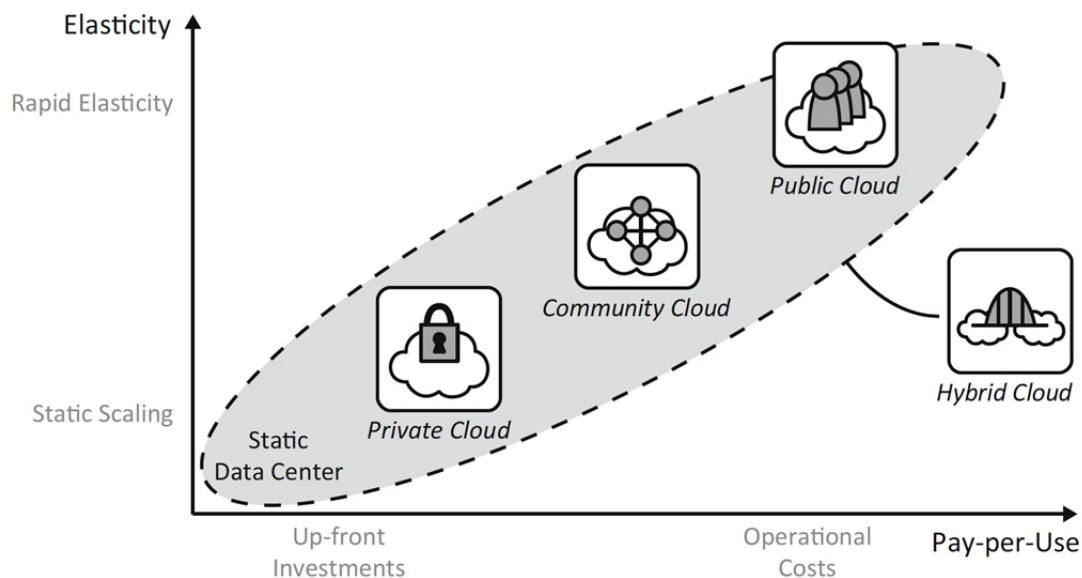 Elasticity
Rapid Elasticity
Public Cloud
Community Cloud
Hybrid Cloud
Static Scaling
Private Cloud
Static
Data Center
Up-front
Investments
Operational
Costs
Pay-per-Use